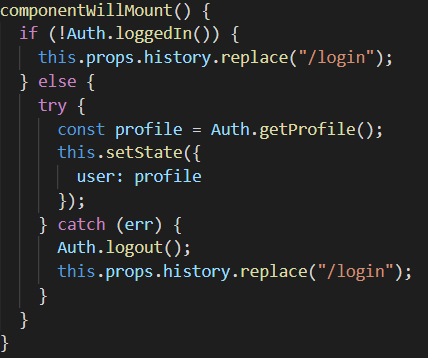 componentWillMount() {
  if (!Auth.loggedIn()) {
    this.props.history.replace("/login");
  } else {
    try {
      const profile = Auth.getProfile();
      this.setState({
        user: profile
      });
    } catch (err) {
      Auth.logout();
      this.props.history.replace("/login");
    }
  }
}